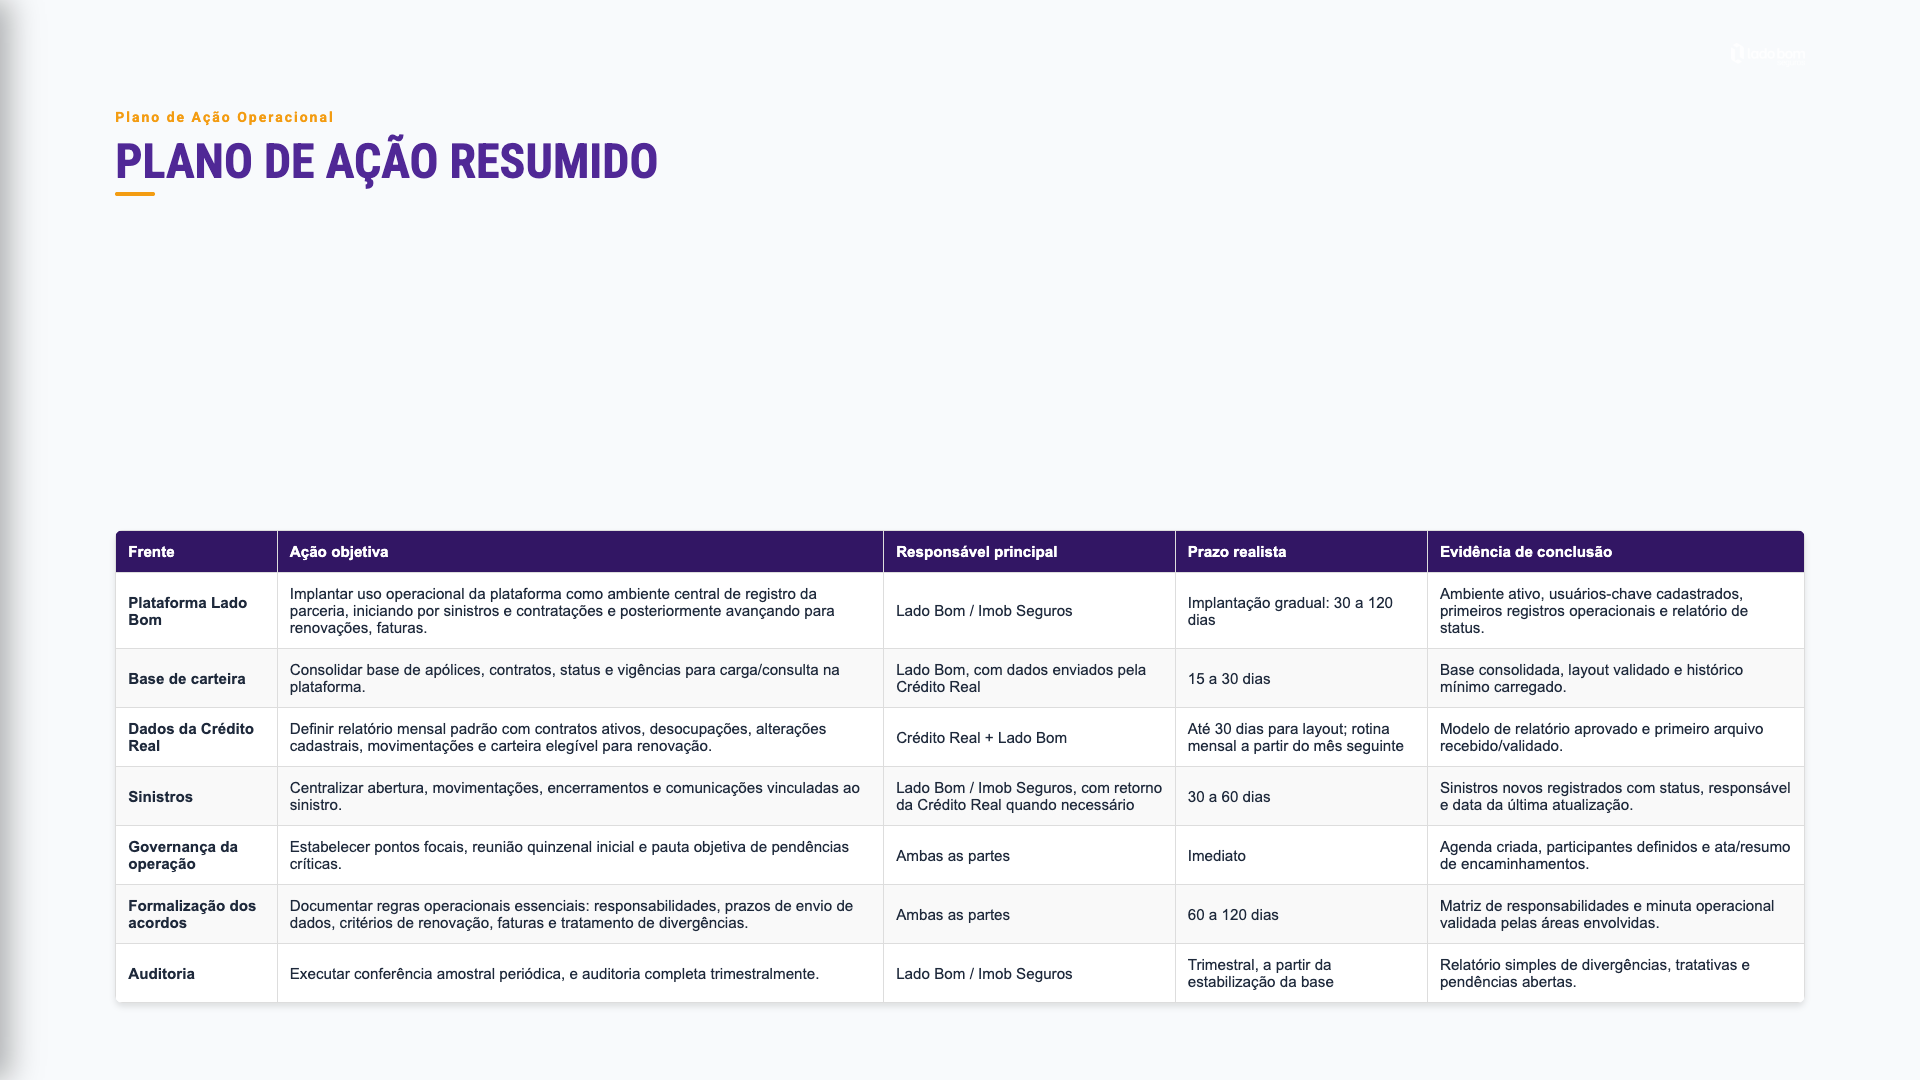 Plano de Ação Operacional
PLANO DE AÇÃO RESUMIDO
Frente
Ação objetiva
Responsável principal
Prazo realista
Evidência de conclusão
Plataforma Lado
Bom
Implantar uso operacional da plataforma como ambiente central de registro da
parceria, iniciando por sinistros e contratações e posteriormente avançando para
renovações, faturas.
Lado Bom / Imob Seguros
Implantação gradual: 30 a 120
dias
Ambiente ativo, usuários-chave cadastrados,
primeiros registros operacionais e relatório de
status.
Base de carteira
Consolidar base de apólices, contratos, status e vigências para carga/consulta na
plataforma.
Lado Bom, com dados enviados pela
Crédito Real
15 a 30 dias
Base consolidada, layout validado e histórico
mínimo carregado.
Dados da Crédito
Real
Definir relatório mensal padrão com contratos ativos, desocupações, alterações
cadastrais, movimentações e carteira elegível para renovação.
Crédito Real + Lado Bom
Até 30 dias para layout; rotina
mensal a partir do mês seguinte
Modelo de relatório aprovado e primeiro arquivo
recebido/validado.
Sinistros
Centralizar abertura, movimentações, encerramentos e comunicações vinculadas ao
sinistro.
Lado Bom / Imob Seguros, com retorno
da Crédito Real quando necessário
30 a 60 dias
Sinistros novos registrados com status, responsável
e data da última atualização.
Governança da
operação
Estabelecer pontos focais, reunião quinzenal inicial e pauta objetiva de pendências
críticas.
Ambas as partes
Imediato
Agenda criada, participantes definidos e ata/resumo
de encaminhamentos.
Formalização dos
acordos
Documentar regras operacionais essenciais: responsabilidades, prazos de envio de
dados, critérios de renovação, faturas e tratamento de divergências.
Ambas as partes
60 a 120 dias
Matriz de responsabilidades e minuta operacional
validada pelas áreas envolvidas.
Auditoria
Executar conferência amostral periódica, e auditoria completa trimestralmente.
Lado Bom / Imob Seguros
Trimestral, a partir da
estabilização da base
Relatório simples de divergências, tratativas e
pendências abertas.